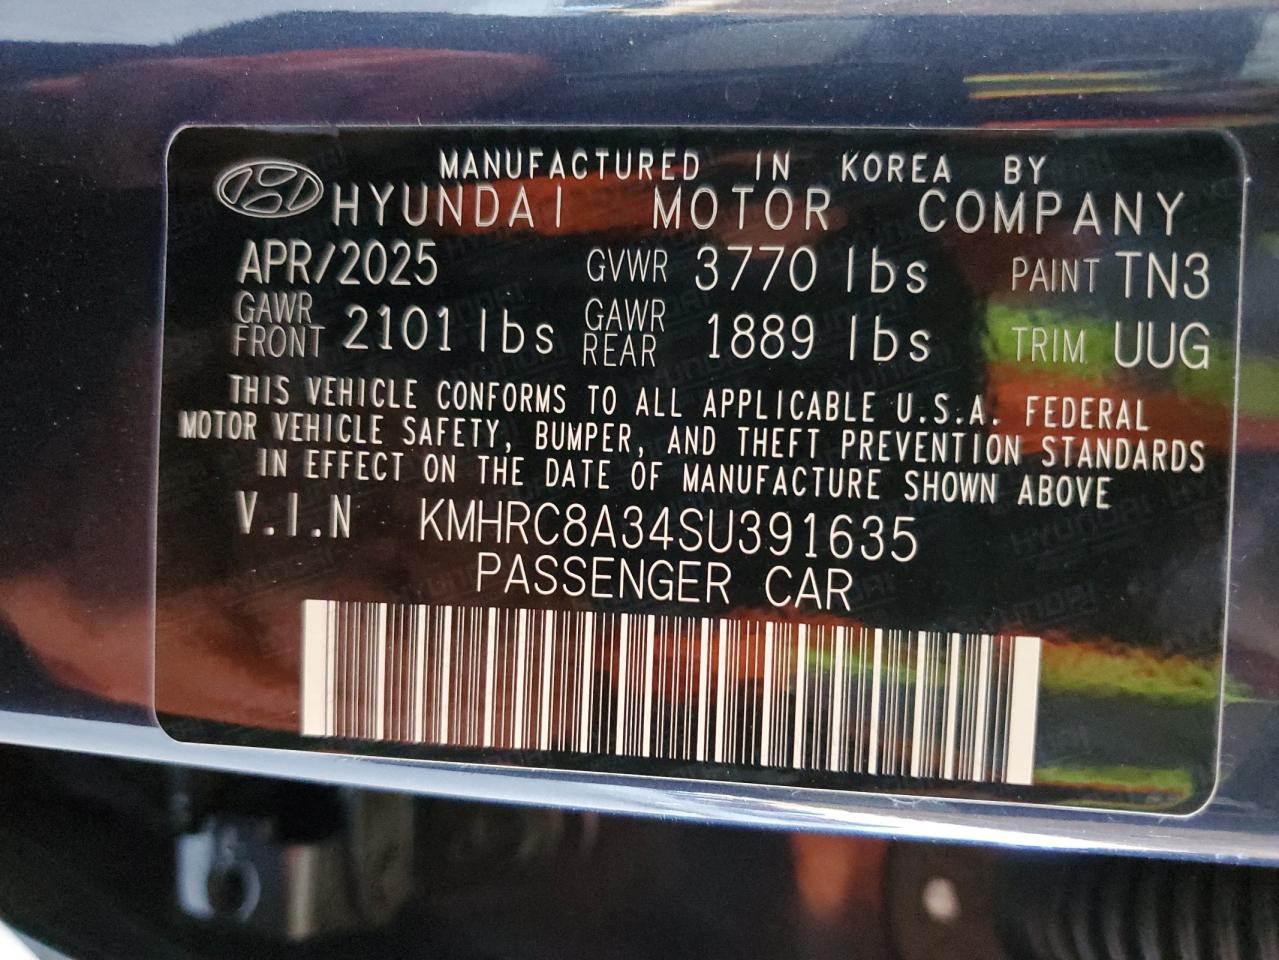 MANUFACTURED IN KOREA BY
HYUNDAI MOTOR COMPANY
APR/2025 GVWR 3770 lbs PAINT TN3
GAWR FRONT 2101 lbs GAWR REAR 1889 lbs TRIM UUG
THIS VEHICLE CONFORMS TO ALL APPLICABLE U.S.A. FEDERAL
MOTOR VEHICLE SAFETY, BUMPER, AND THEFT PREVENTION STANDARDS
IN EFFECT ON THE DATE OF MANUFACTURE SHOWN ABOVE
V.I.N KMHRC8A34SU391635
PASSENGER CAR